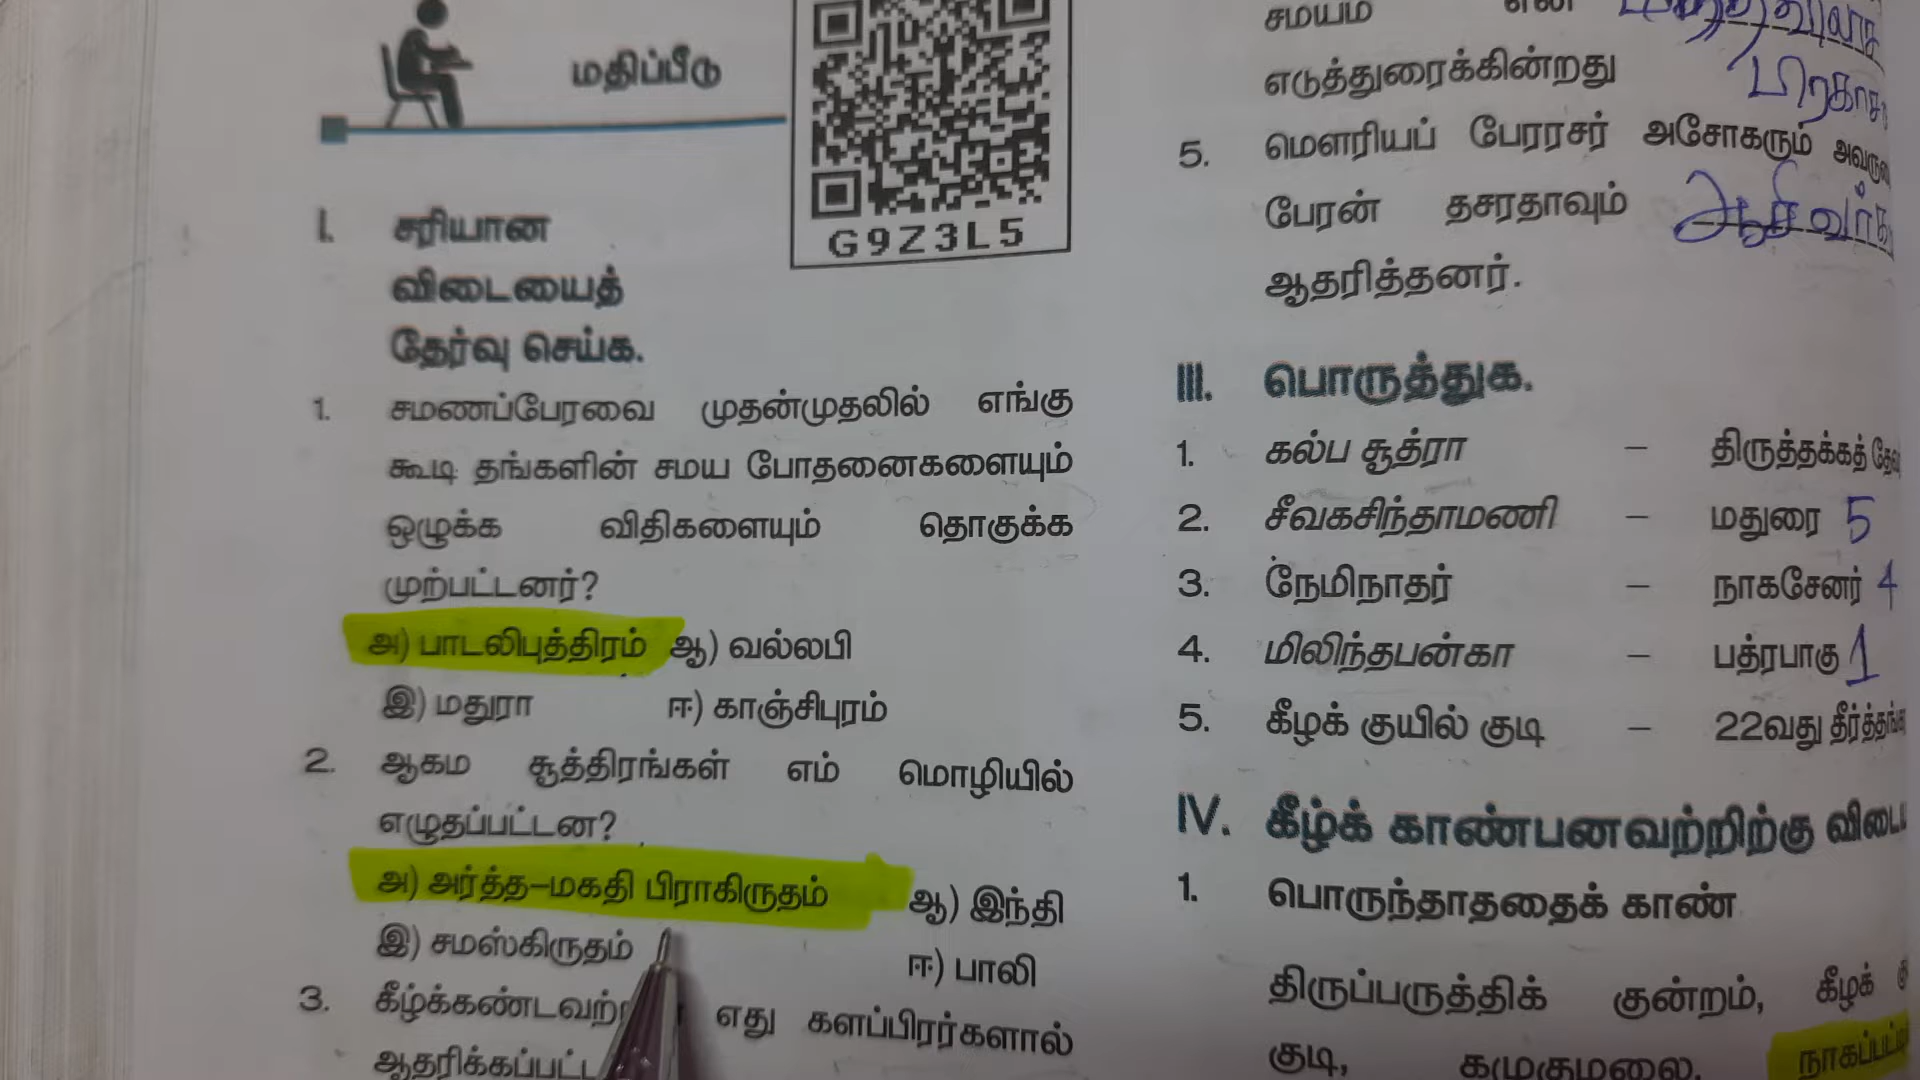 மதிப்பீடு
G9Z3L5
I. சரியான
விடையைத்
தேர்வு செய்க.
1. சமணப்பேரவை முதன்முதலில் எங்கு
கூடி தங்களின் சமய போதனைகளையும்
ஒழுக்க விதிகளையும் தொகுக்க
முற்பட்டனர்?
அ) பாடலிபுத்திரம் ஆ) வல்லபி
இ) மதுரா ஈ) காஞ்சிபுரம்
2. ஆகம சூத்திரங்கள் எம் மொழியில்
எழுதப்பட்டன?
அ) அர்த்த–மகதி பிராகிருதம் ஆ) இந்தி
இ) சமஸ்கிருதம் ஈ) பாலி
3. எது களப்பிரர்களால்
சமயம் என
எடுத்துரைக்கின்றது
5. மௌரியப் பேரரசர் அசோகரும்
பேரன் தசரதாவும்
ஆதரித்தனர்.
III. பொருத்துக.
1. கல்ப சூத்ரா – திருத்தக்கத்
2. சீவகசிந்தாமணி – மதுரை 5
3. நேமிநாதர் – நாகசேனர் 4
4. மிலிந்தபன்கா – பத்ரபாகு 1
5. கீழக் குயில் குடி – 22வது
IV. கீழ்க் காண்பனவற்றிற்கு
1. பொருந்தாததைக் காண்
திருப்பருத்திக் குன்றம், கீழக்
குடி, கழுகுமலை,